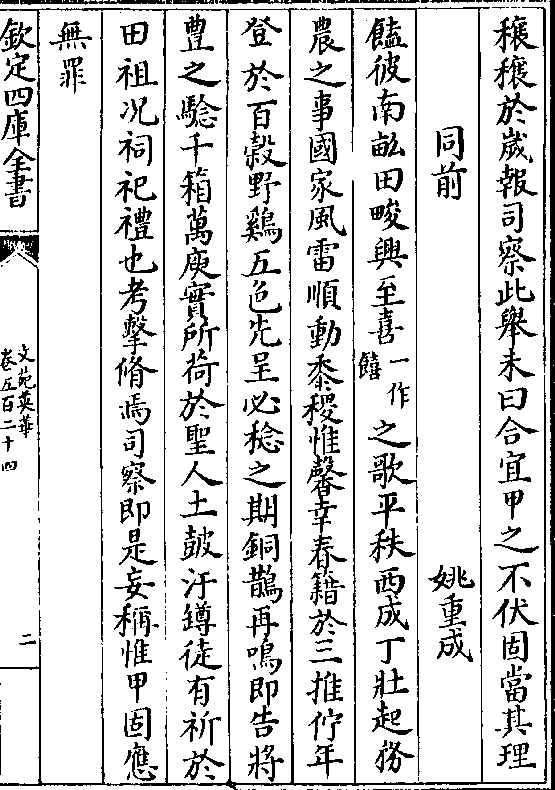 穰穰於嵗報司察此舉未曰合宜甲之不伏固當其理
同前　姚重成
饁彼南畝田畯興至喜一作饎之歌平秩西成丁壯起務
農之事國家風雷順動黍稷惟馨幸春籍於三推佇年
登於百穀野鷄五色先呈必稔之期銅鵲再鳴即告將
豊之驗千箱萬庾實所荷於聖人土皷汙罇徒有祈於
田祖况祠祀禮也考擊脩焉司察即是妄稱惟甲固應
無罪
欽定四庫全書
文苑英華
卷五百二十四
二